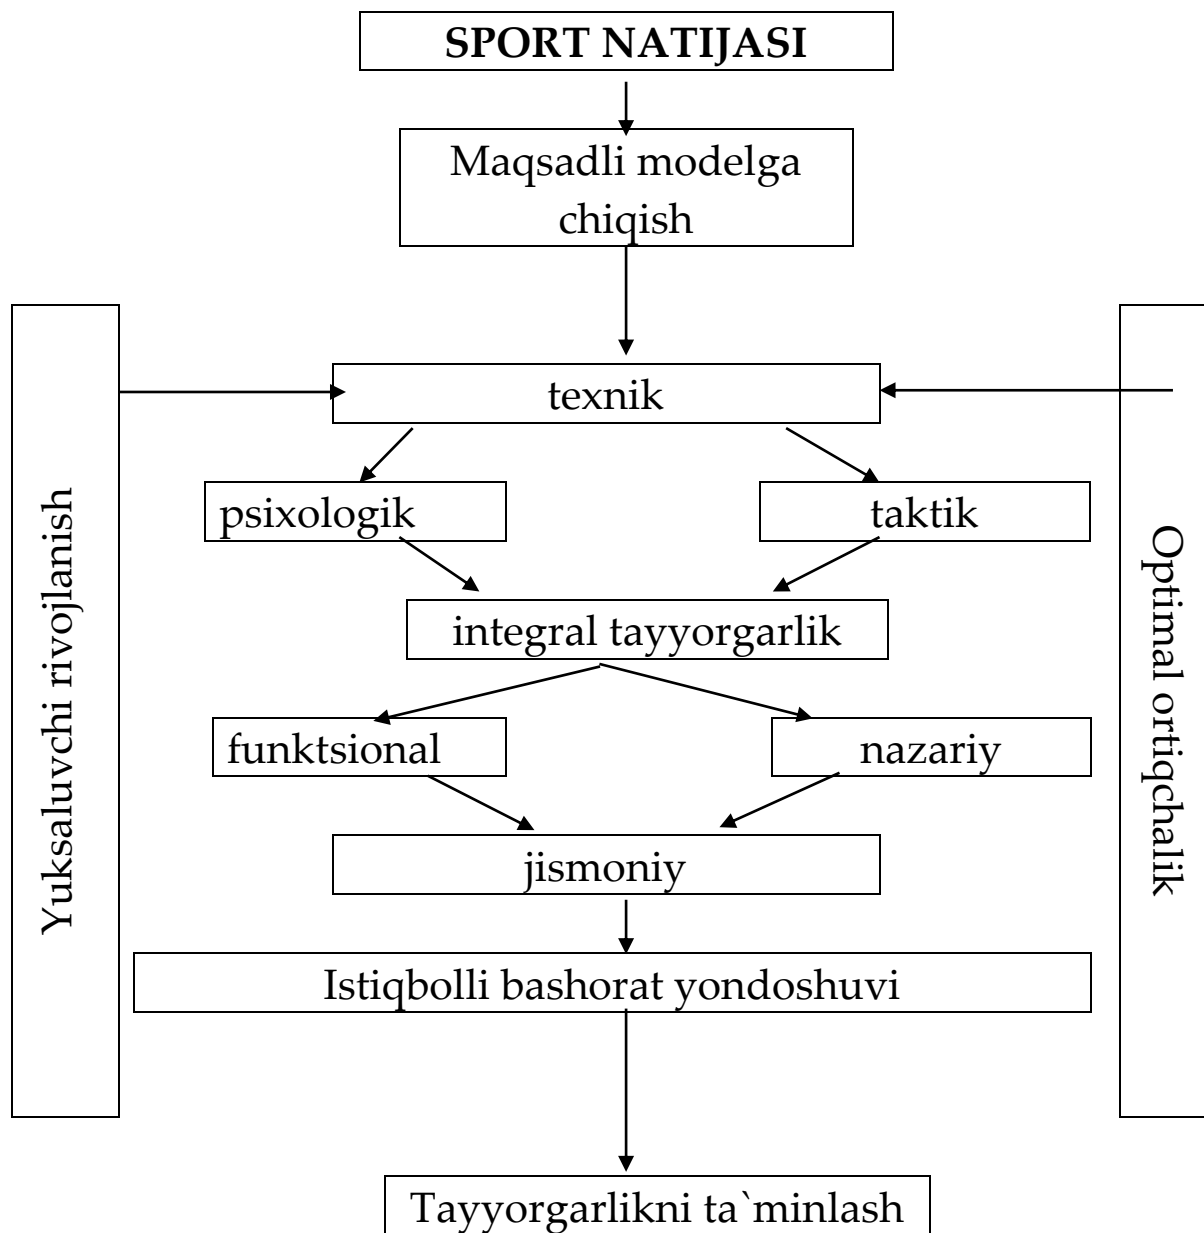 SPORT NATIJASI
Maqsadli modelga
chiqish
Yuksaluvchi rivojlanish
texnik
Optimal ortiqchalik
psixologik
taktik
integral tayyorgarlik
funktsional
nazariy
jismoniy
Istiqbolli bashorat yondoshuvi
Tayyorgarlikni ta`minlash